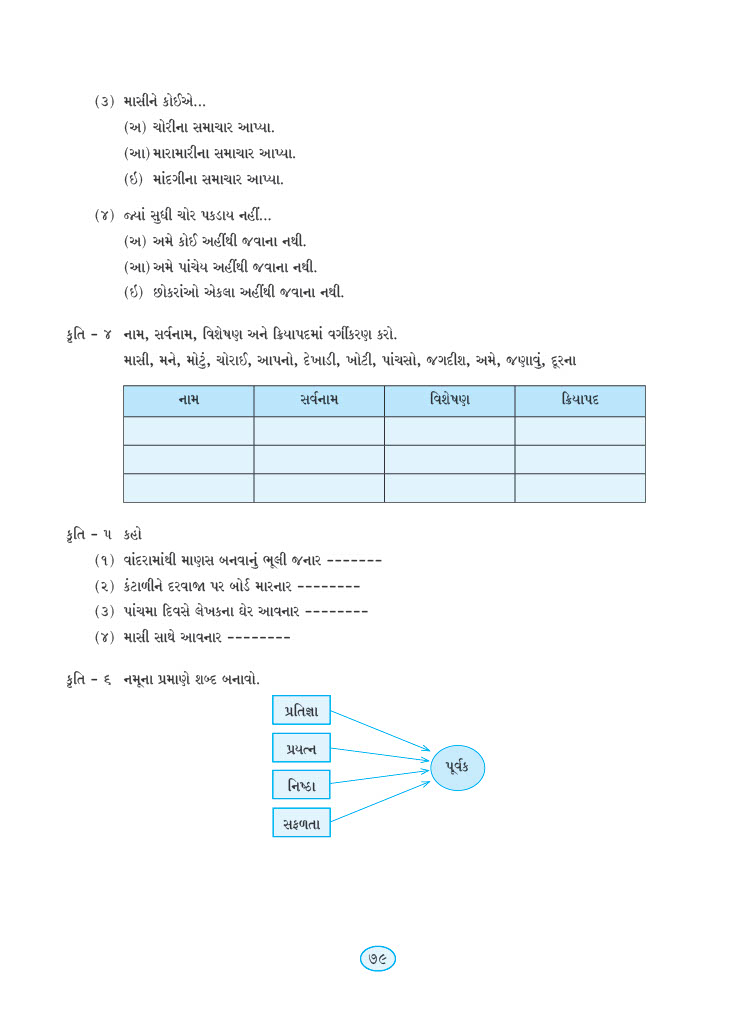 (૩) માસીને કોઈએ...
(અ) ચોરીના સમાચાર આપ્યા.
(આ) મારામારીના સમાચાર આપ્યા.
(ઇ) માંદગીના સમાચાર આપ્યા.
(૪) જ્યાં સુધી ચોર પકડાય નહીં...
(અ) અમે કોઈ અહીંથી જવાના નથી.
(આ) અમે પાંચેય અહીંથી જવાના નથી.
(ઇ) છોકરાંઓ એકલા અહીંથી જવાના નથી.
કૃતિ – ૪ નામ, સર્વનામ, વિશેષણ અને ક્રિયાપદમાં વર્ગીકરણ કરો.
માસી, મને, મોટું, ચોરાઈ, આપનો, દેખાડી, ખોટી, પાંચસો, જગદીશ, અમે, જણાવું, દૂરના
નામ સર્વનામ વિશેષણ ક્રિયાપદ
કૃતિ – ૫ કહો
(૧) વાંદરામાંથી માણસ બનવાનું ભૂલી જનાર -------
(૨) કંટાળીને દરવાજા પર બોર્ડ મારનાર --------
(૩) પાંચમા દિવસે લેખકના ઘેર આવનાર --------
(૪) માસી સાથે આવનાર --------
કૃતિ – ૬ નમૂના પ્રમાણે શબ્દ બનાવો.
પ્રતિજ્ઞા
પ્રયત્ન
પૂર્વક
નિષ્ઠા
સફળતા
૭૯